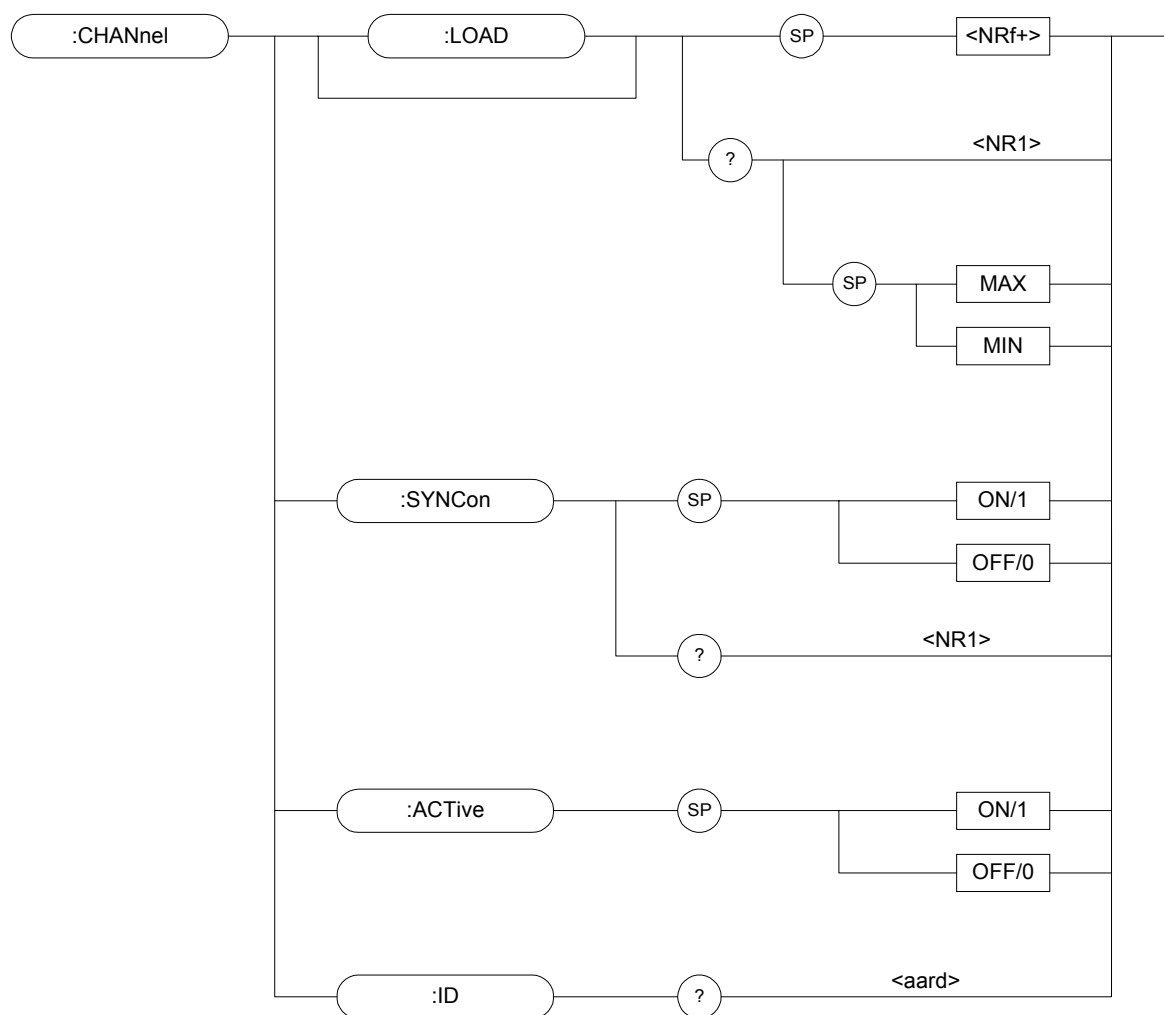 :CHANnel :LOAD SP <NRf+>
? <NR1>
SP MAX
MIN
:SYNCon SP ON/1
OFF/0
? <NR1>
:ACTive SP ON/1
OFF/0
:ID ? <aard>